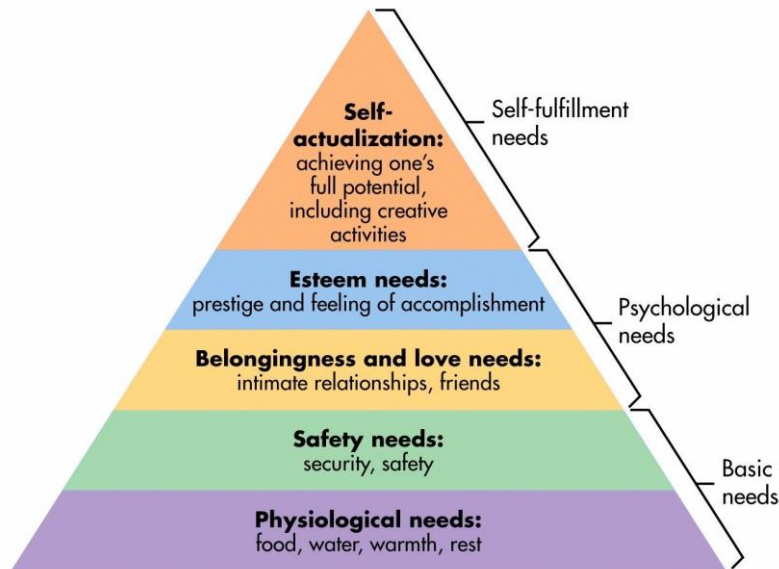 Self-
actualization:
achieving one's
full potential,
including creative
activities
Self-fulfillment
needs
Esteem needs:
prestige and feeling of accomplishment
Psychological
needs
Belongingness and love needs:
intimate relationships, friends
Safety needs:
security, safety
Basic
needs
Physiological needs:
food, water, warmth, rest